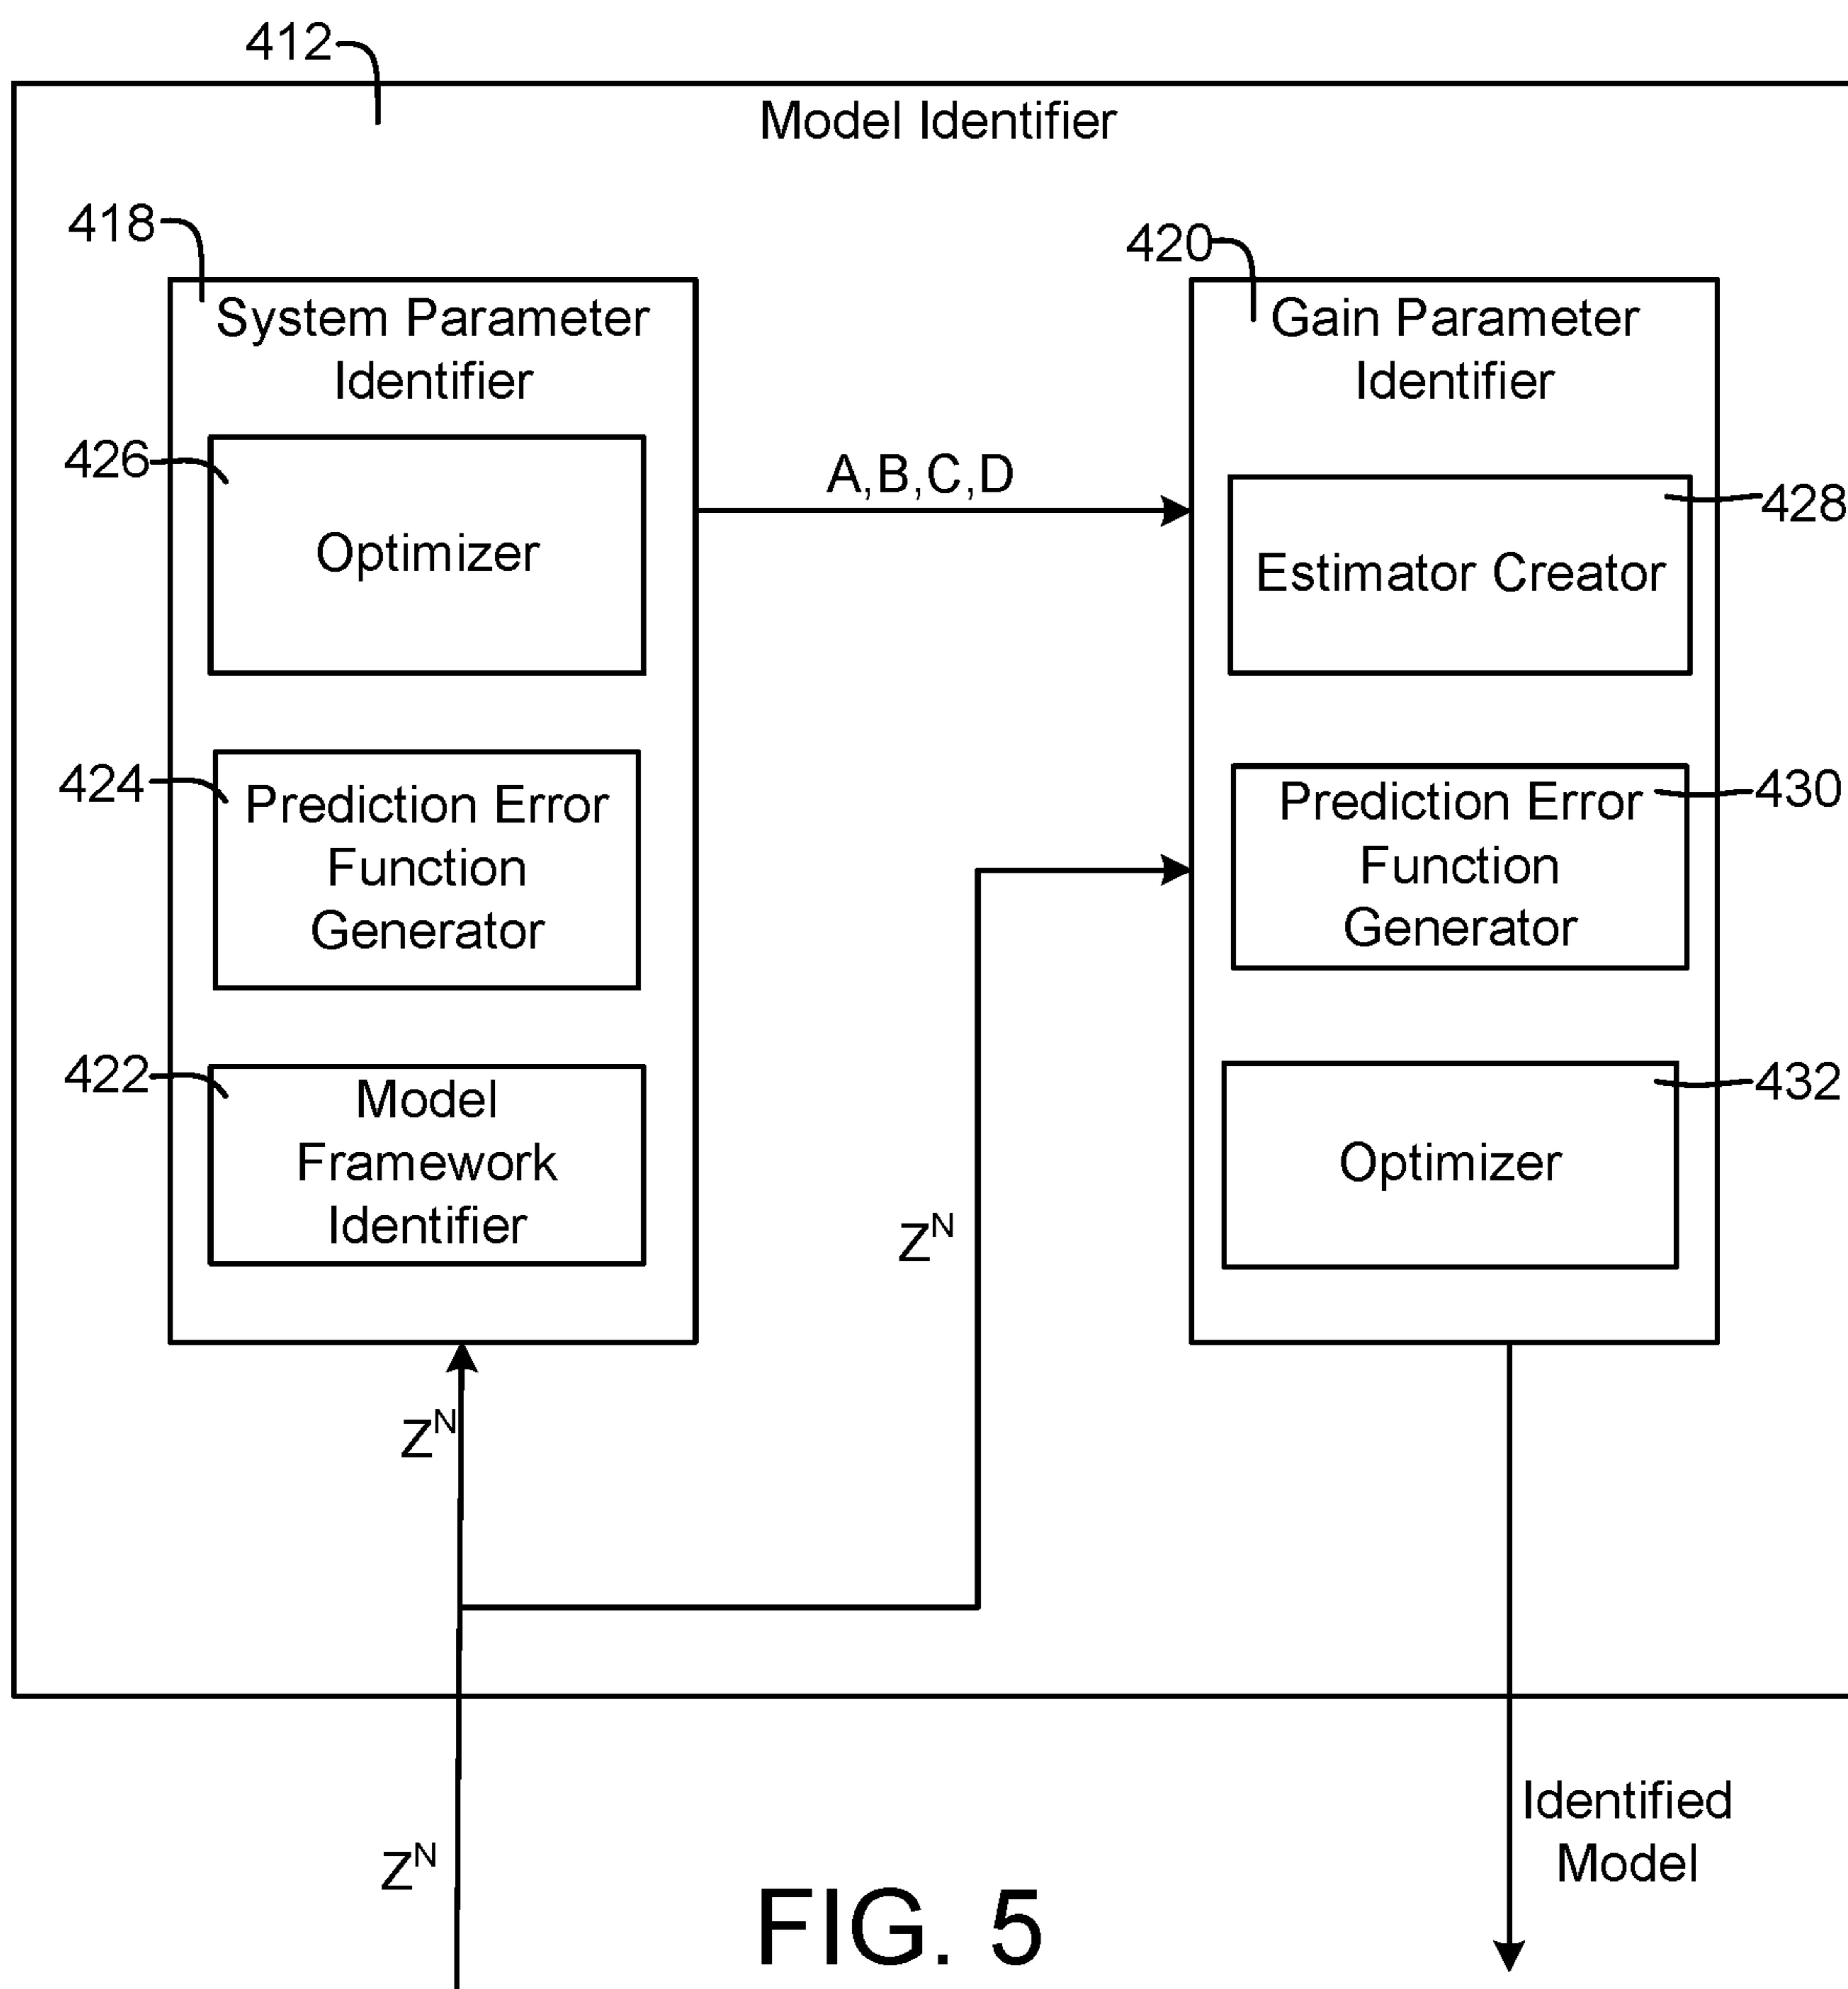 412
Model Identifier
418
420
System Parameter
Identifier
Gain Parameter
Identifier
426
Optimizer
A,B,C,D
428
Estimator Creator
424
Prediction Error
Function
Generator
430
Prediction Error
Function
Generator
422
Model
Framework
Identifier
432
Optimizer
Z^N
Z^N
Z^N
Identified
Model
FIG. 5